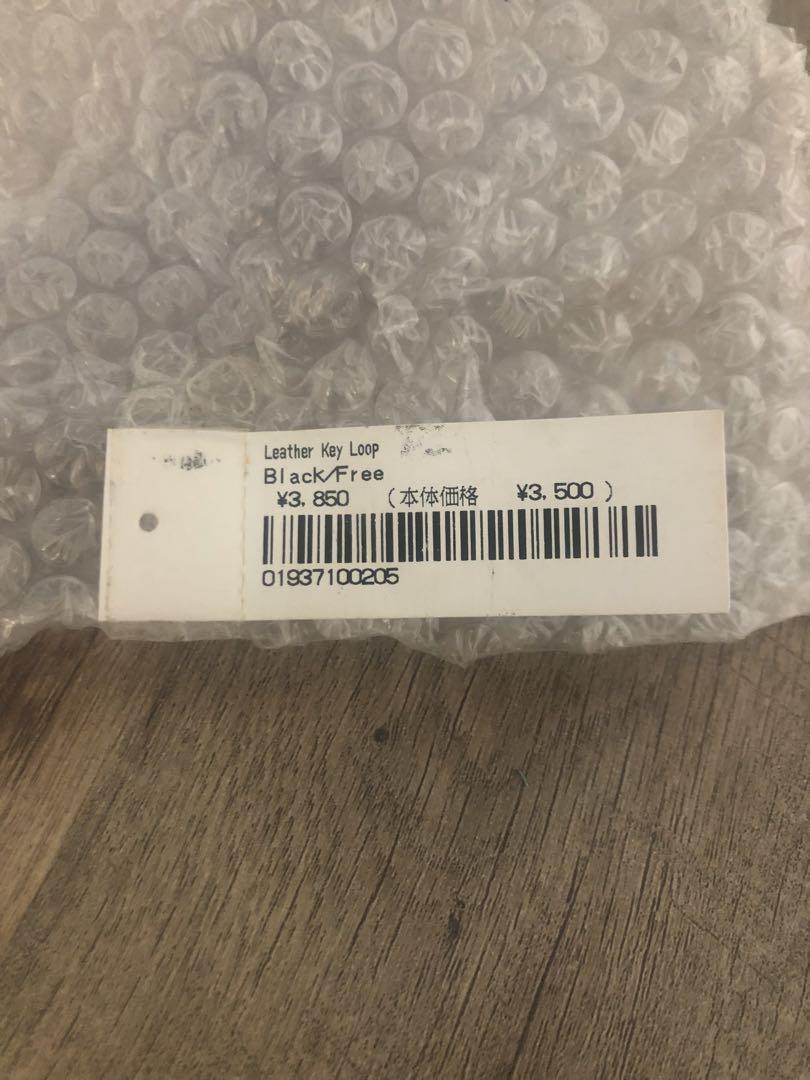 Leather Key Loop
Black/Free
¥3,850 (本体価格 ¥3,500)
01937100205